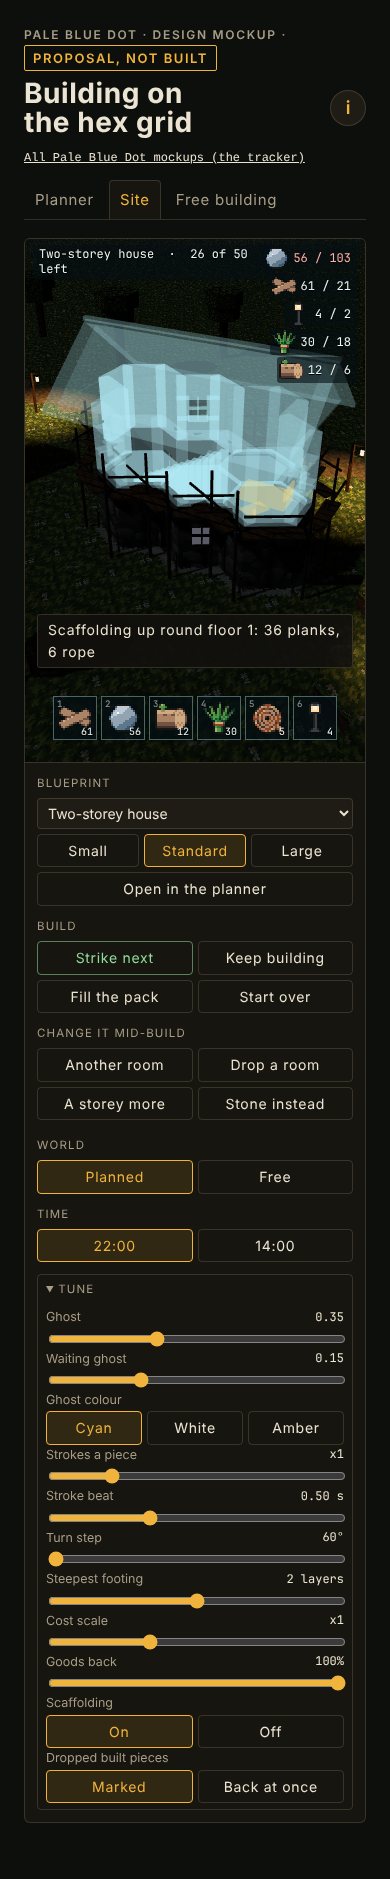 PALE BLUE DOT · DESIGN MOCKUP ·
PROPOSAL, NOT BUILT
Building on
the hex grid
i
All Pale Blue Dot mockups (the tracker)
Planner
Site
Free building
Two-storey house · 26 of 50
left
56 / 103
61 / 21
4 / 2
30 / 18
12 / 6
Scaffolding up round floor 1: 36 planks,
6 rope
1 61
2 56
3 12
4 30
5 5
6 4
BLUEPRINT
Two-storey house
Small
Standard
Large
Open in the planner
BUILD
Strike next
Keep building
Fill the pack
Start over
CHANGE IT MID-BUILD
Another room
Drop a room
A storey more
Stone instead
WORLD
Planned
Free
TIME
22:00
14:00
▼ TUNE
Ghost 0.35
Waiting ghost 0.15
Ghost colour
Cyan
White
Amber
Strokes a piece x1
Stroke beat 0.50 s
Turn step 60°
Steepest footing 2 layers
Cost scale x1
Goods back 100%
Scaffolding
On
Off
Dropped built pieces
Marked
Back at once